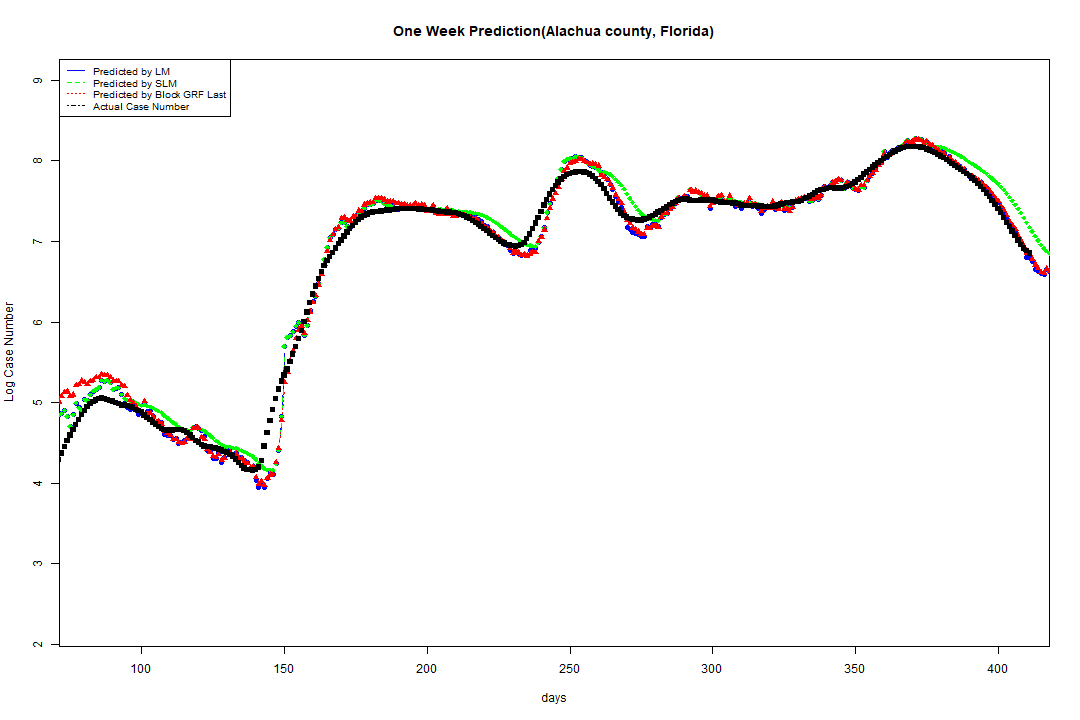 One Week Prediction(Alachua county, Florida)
Predicted by LM
Predicted by SLM
Predicted by Block GRF Last
Actual Case Number
9
8
7
6
5
4
3
2
Log Case Number
100 150 200 250 300 350 400
days